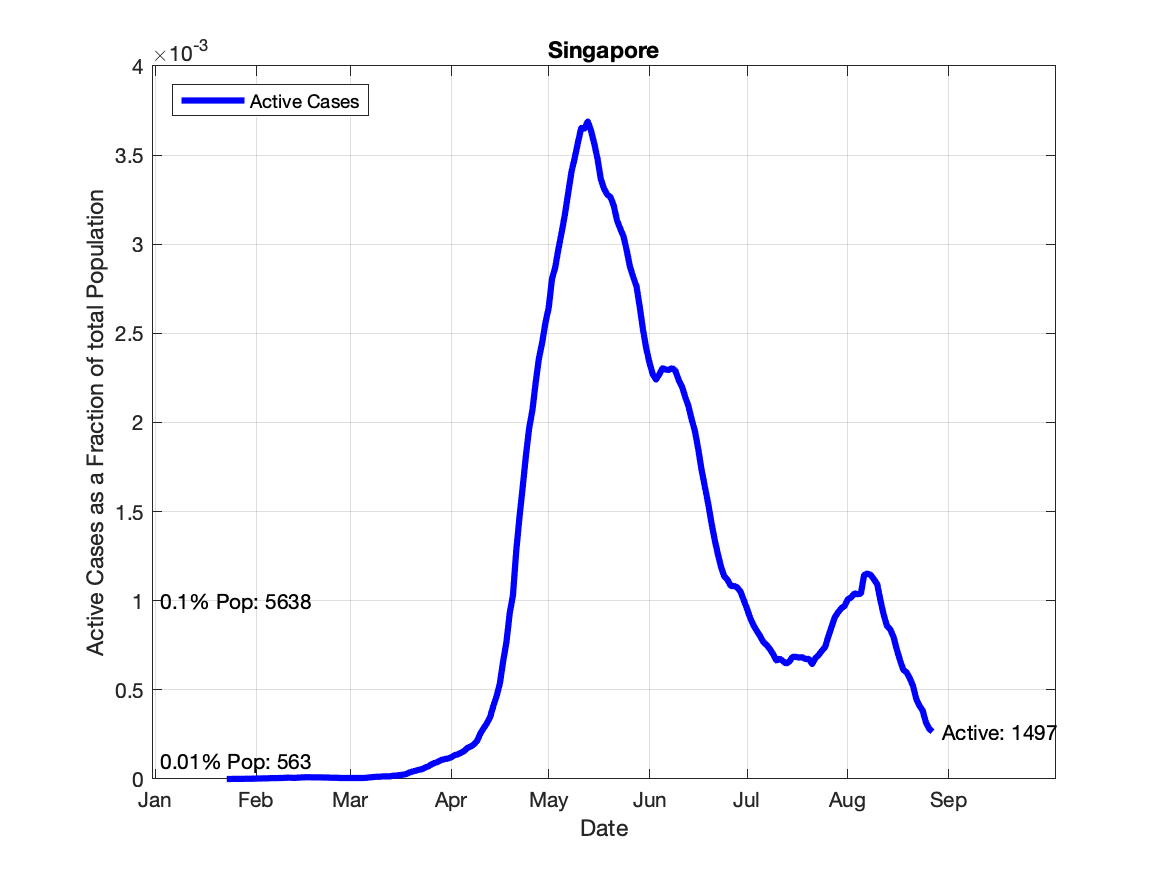 Singapore
×10-3
4
3.5
3
2.5
2
1.5
1
0.5
0
Active Cases
0.1% Pop: 5638
0.01% Pop: 563
Active: 1497
Jan Feb Mar Apr May Jun Jul Aug Sep
Date
Active Cases as a Fraction of total Population